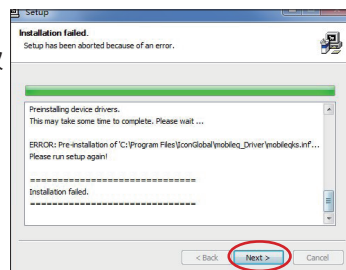 Setup
Installation failed.
Setup has been aborted because of an error.
Preinstalling device drivers.
This may take some time to complete. Please wait ...
ERROR: Pre-installation of 'C:\Program Files\IconGlobal\mobileq_Driver\mobileqks.inf'...
Please run setup again!
==============================
Installation failed.
==============================
< Back
Next >
Cancel